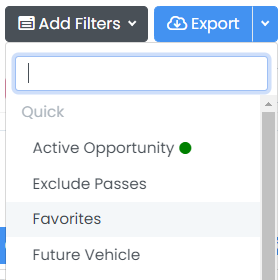 Add Filters Export
Quick
Active Opportunity
Exclude Passes
Favorites
Future Vehicle